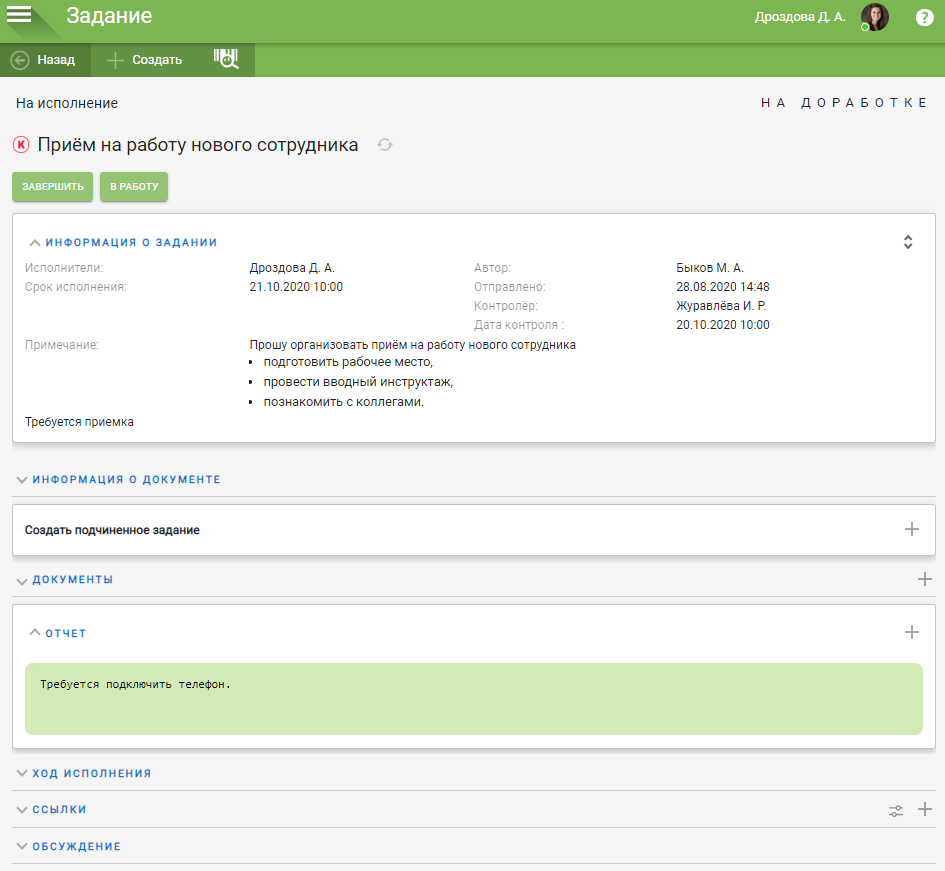 Задание
Дроздова Д. А.
?
Назад
Создать
На исполнение
НА ДОРАБОТКЕ
К Приём на работу нового сотрудника
ЗАВЕРШИТЬ
В РАБОТУ
ИНФОРМАЦИЯ О ЗАДАНИИ
Исполнители: Дроздова Д. А. Автор: Быков М. А.
Срок исполнения: 21.10.2020 10:00 Отправлено: 28.08.2020 14:48
Контролёр: Журавлёва И. Р.
Дата контроля : 20.10.2020 10:00
Примечание: Прошу организовать приём на работу нового сотрудника
• подготовить рабочее место,
• провести вводный инструктаж,
• познакомить с коллегами.
Требуется приемка
ИНФОРМАЦИЯ О ДОКУМЕНТЕ
Создать подчиненное задание
ДОКУМЕНТЫ
ОТЧЕТ
Требуется подключить телефон.
ХОД ИСПОЛНЕНИЯ
ССЫЛКИ
ОБСУЖДЕНИЕ